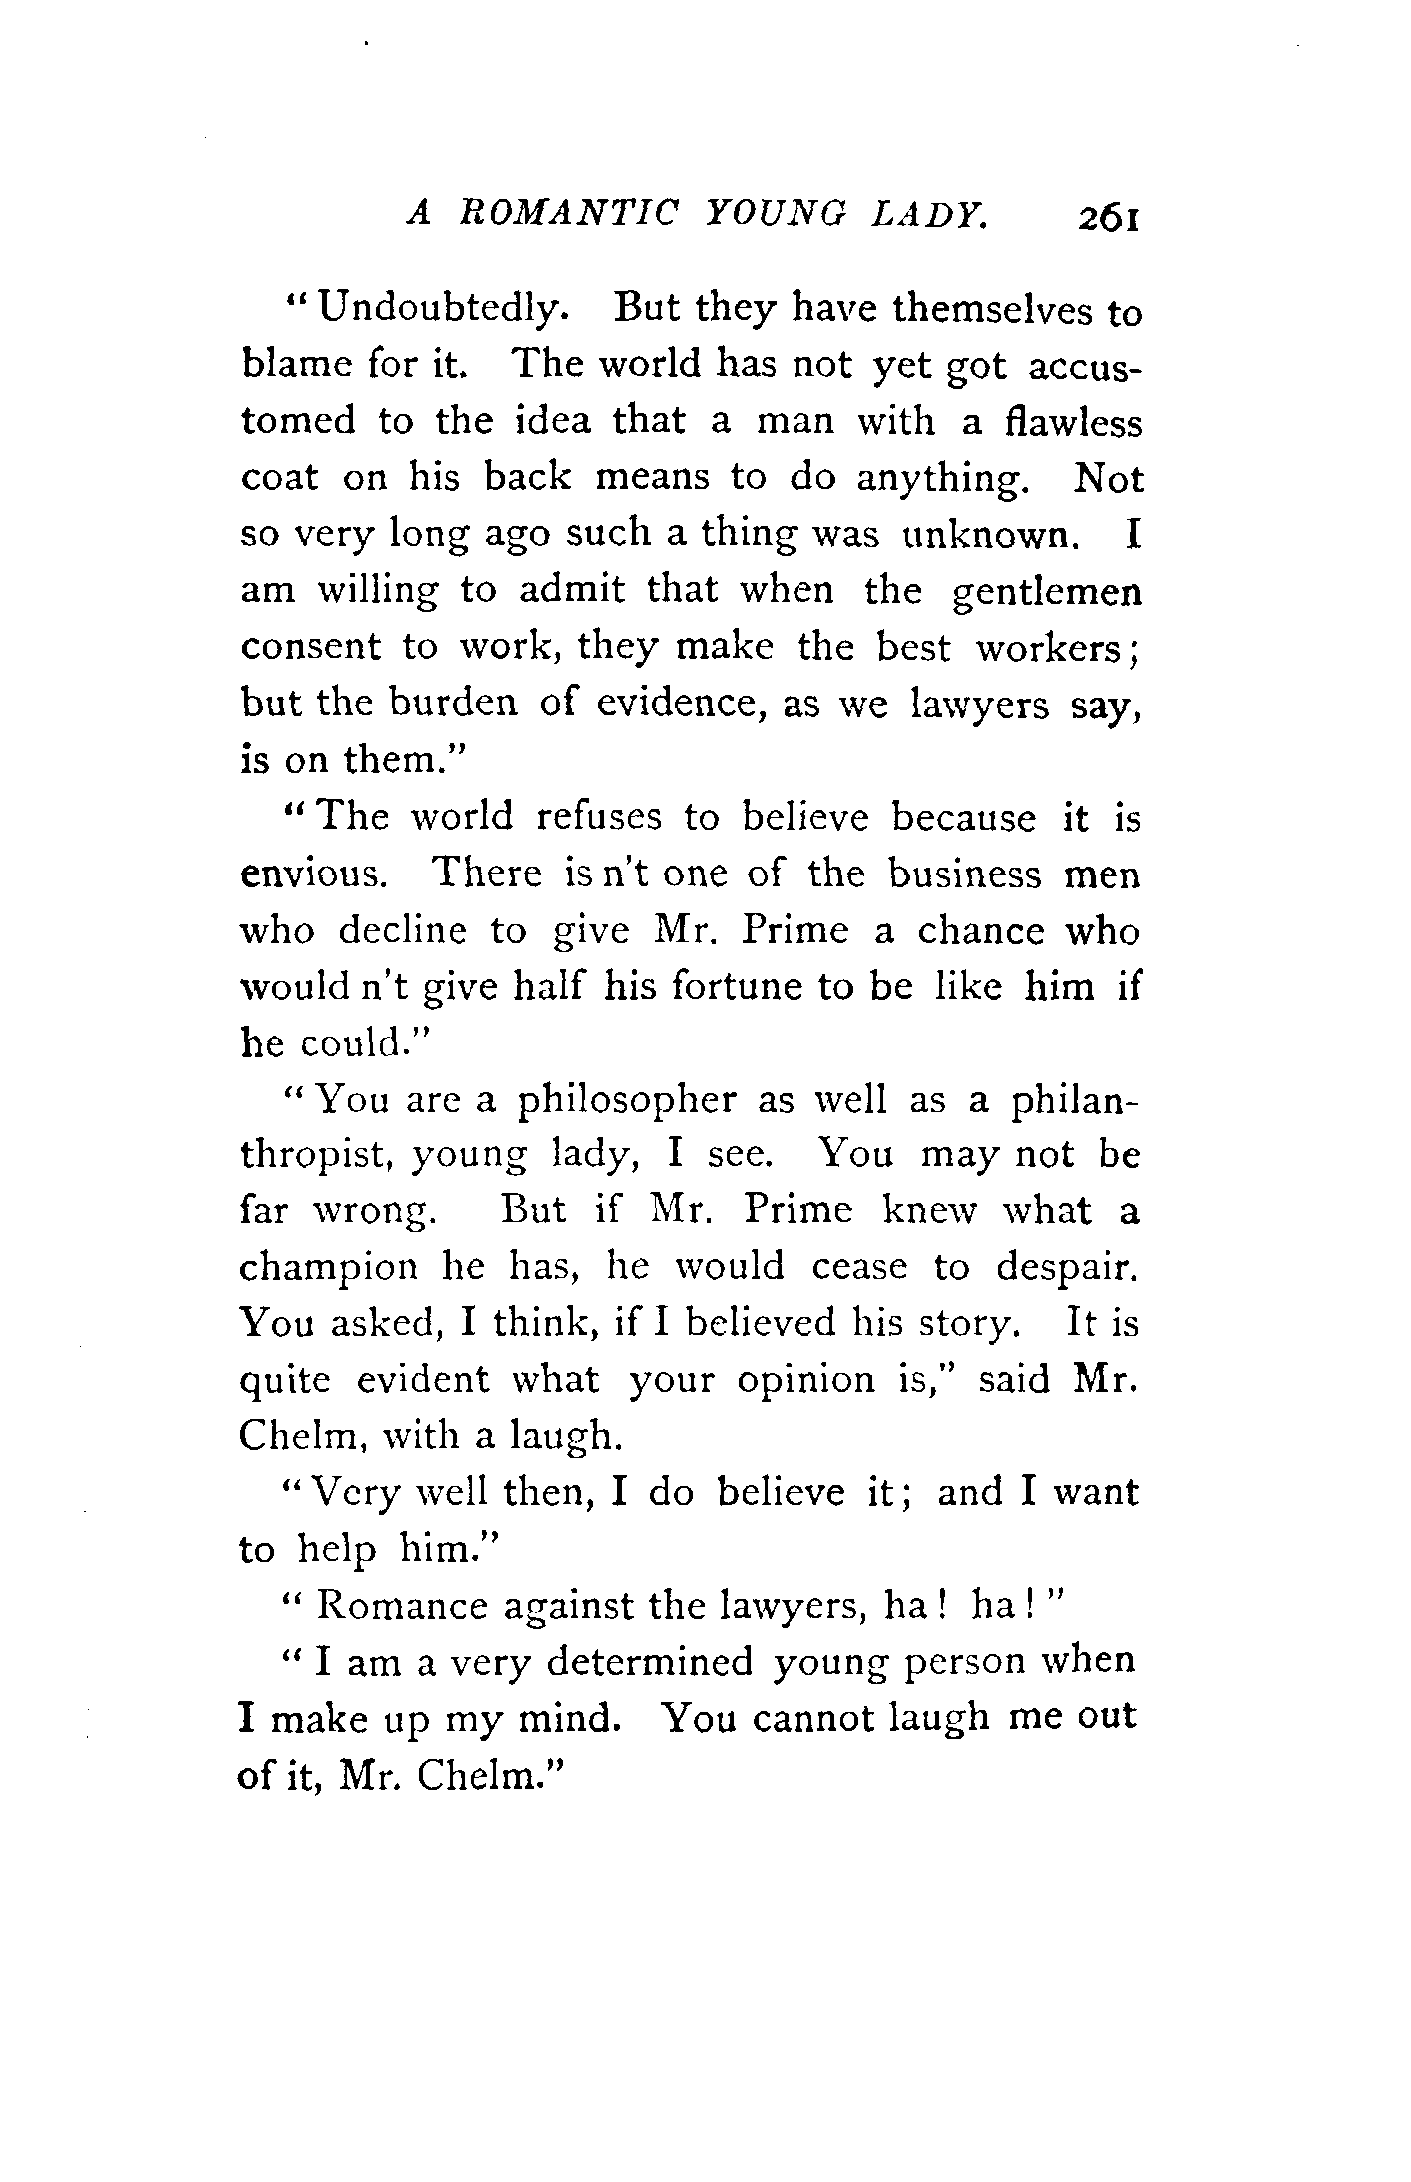 A ROMANTIC YOUNG LADY. 261
"Undoubtedly. But they have themselves to
blame for it. The world has not yet got accus-
tomed to the idea that a man with a flawless
coat on his back means to do anything. Not
so very long ago such a thing was unknown. I
am willing to admit that when the gentlemen
consent to work, they make the best workers;
but the burden of evidence, as we lawyers say,
is on them."
"The world refuses to believe because it is
envious. There is n't one of the business men
who decline to give Mr. Prime a chance who
would n't give half his fortune to be like him if
he could."
"You are a philosopher as well as a philan-
thropist, young lady, I see. You may not be
far wrong. But if Mr. Prime knew what a
champion he has, he would cease to despair.
You asked, I think, if I believed his story. It is
quite evident what your opinion is," said Mr.
Chelm, with a laugh.
"Very well then, I do believe it; and I want
to help him."
"Romance against the lawyers, ha! ha!"
"I am a very determined young person when
I make up my mind. You cannot laugh me out
of it, Mr. Chelm."